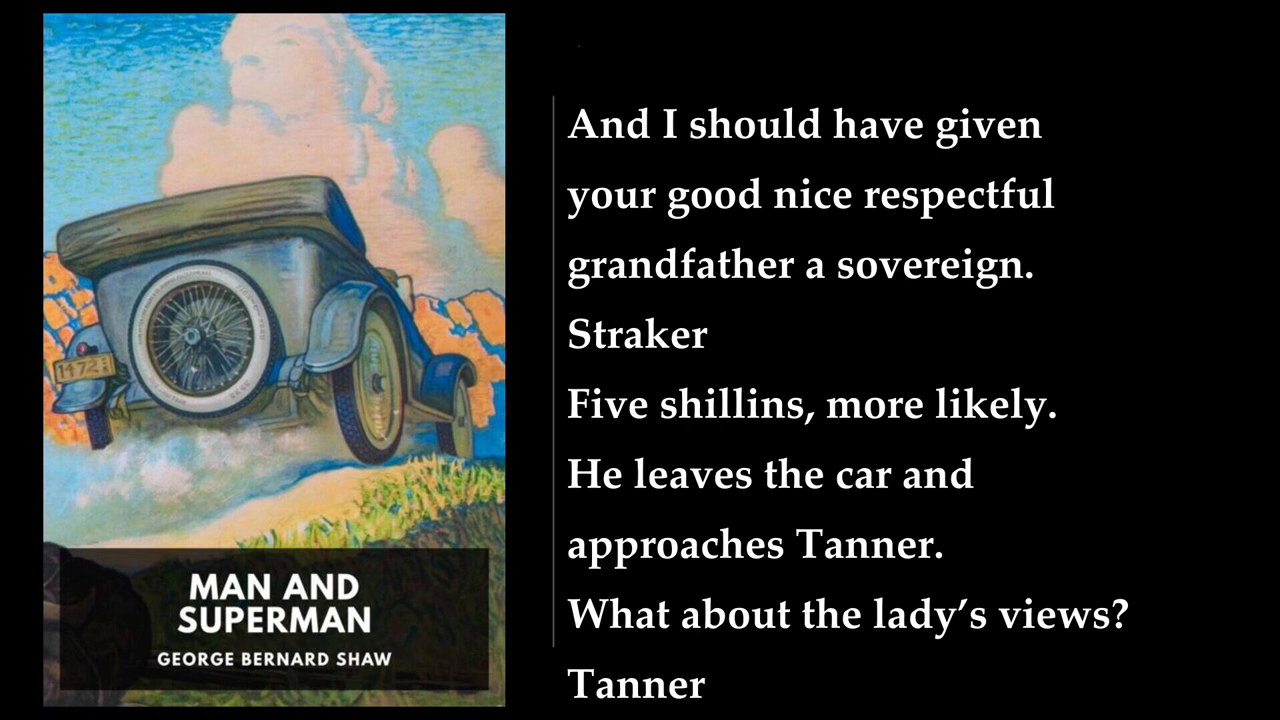 And I should have given
your good nice respectful
grandfather a sovereign.
Straker
Five shillins, more likely.
He leaves the car and
approaches Tanner.
What about the lady’s views?
Tanner
1472
MAN AND
SUPERMAN
GEORGE BERNARD SHAW